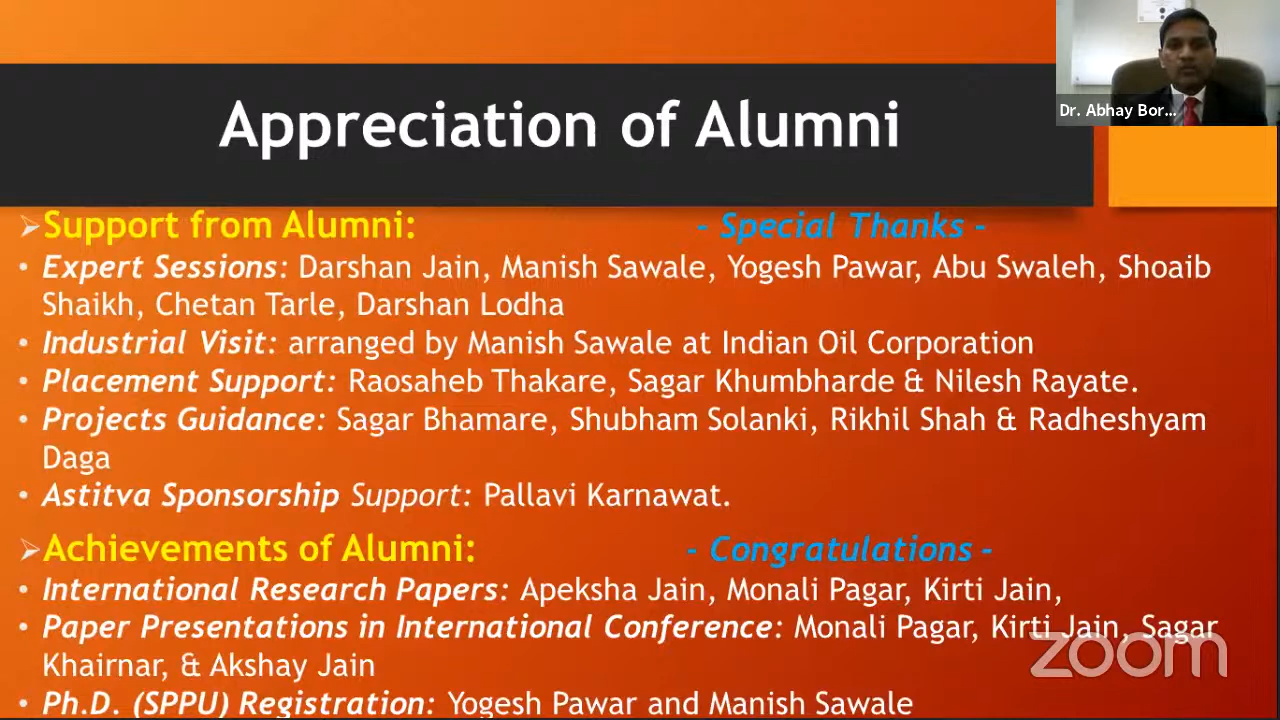 Appreciation of Alumni
Dr. Abhay Bor...
➢Support from Alumni: - Special Thanks -
• Expert Sessions: Darshan Jain, Manish Sawale, Yogesh Pawar, Abu Swaleh, Shoaib
Shaikh, Chetan Tarle, Darshan Lodha
• Industrial Visit: arranged by Manish Sawale at Indian Oil Corporation
• Placement Support: Raosaheb Thakare, Sagar Khumbharde & Nilesh Rayate.
• Projects Guidance: Sagar Bhamare, Shubham Solanki, Rikhil Shah & Radheshyam
Daga
• Astitva Sponsorship Support: Pallavi Karnawat.
➢Achievements of Alumni: - Congratulations -
• International Research Papers: Apeksha Jain, Monali Pagar, Kirti Jain,
• Paper Presentations in International Conference: Monali Pagar, Kirti Jain, Sagar
Khairnar, & Akshay Jain
zoom
• Ph.D. (SPPU) Registration: Yogesh Pawar and Manish Sawale